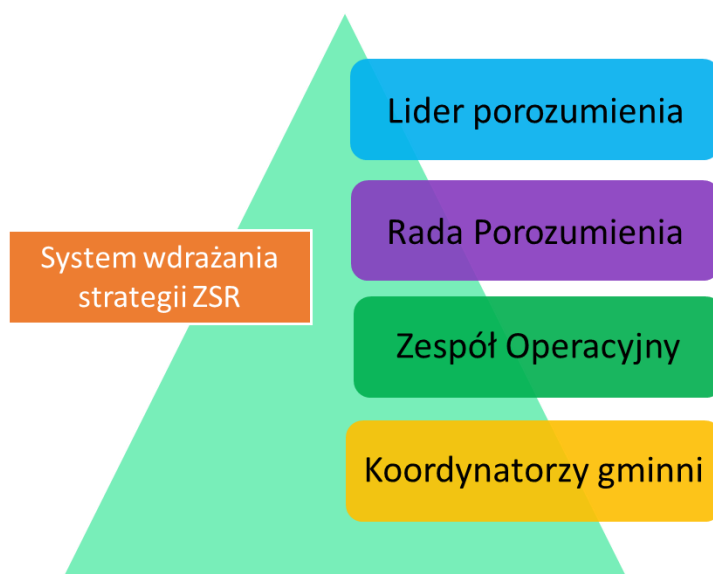 Lider porozumienia
Rada Porozumienia
System wdrażania
strategii ZSR
Zespół Operacyjny
Koordynatorzy gminni